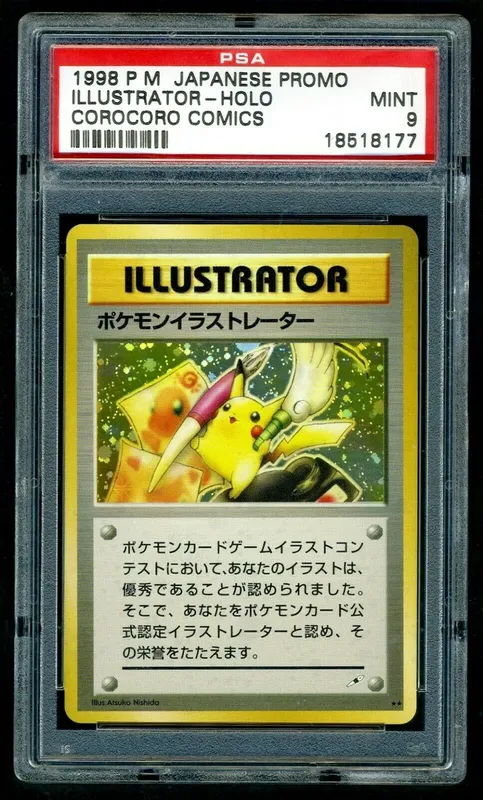 PSA
1998 P M JAPANESE PROMO
ILLUSTRATOR-HOLO MINT
COROCORO COMICS 9
18518177
ILLUSTRATOR
ポケモンイラストレーター
ポケモンカードゲームイラストコン
テストにおいて、あなたのイラストは、
優秀であることが認められました。
そこで、あなたをポケモンカード公
式認定イラストレーターと認め、そ
の栄誉をたたえます。
Illus.Atsuko Nishida
★★